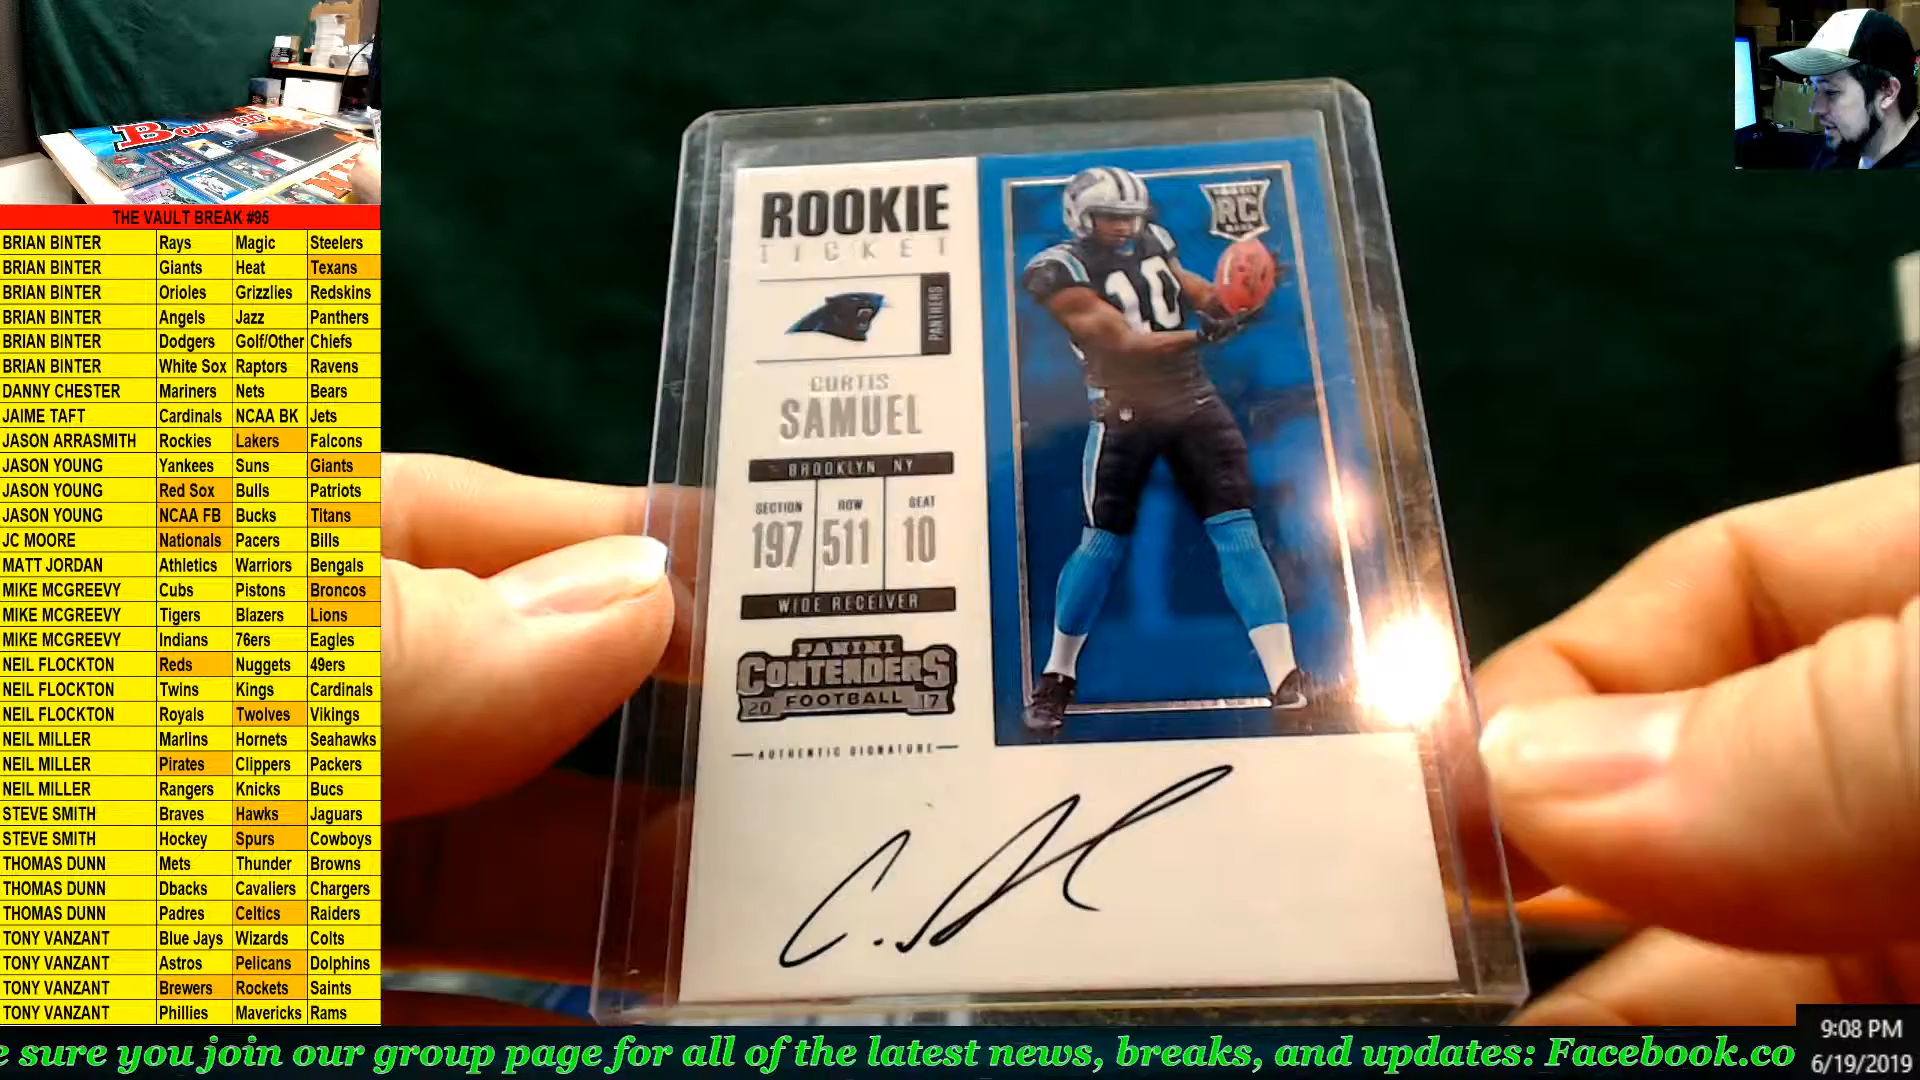 Bowman
THE VAULT BREAK #95
BRIAN BINTER Rays Magic Steelers
BRIAN BINTER Giants Heat Texans
BRIAN BINTER Orioles Grizzlies Redskins
BRIAN BINTER Angels Jazz Panthers
BRIAN BINTER Dodgers Golf/Other Chiefs
BRIAN BINTER White Sox Raptors Ravens
DANNY CHESTER Mariners Nets Bears
JAIME TAFT Cardinals NCAA BK Jets
JASON ARRASMITH Rockies Lakers Falcons
JASON YOUNG Yankees Suns Giants
JASON YOUNG Red Sox Bulls Patriots
JASON YOUNG NCAA FB Bucks Titans
JC MOORE Nationals Pacers Bills
MATT JORDAN Athletics Warriors Bengals
MIKE MCGREEVY Cubs Pistons Broncos
MIKE MCGREEVY Tigers Blazers Lions
MIKE MCGREEVY Indians 76ers Eagles
NEIL FLOCKTON Reds Nuggets 49ers
NEIL FLOCKTON Twins Kings Cardinals
NEIL FLOCKTON Royals Twolves Vikings
NEIL MILLER Marlins Hornets Seahawks
NEIL MILLER Pirates Clippers Packers
NEIL MILLER Rangers Knicks Bucs
STEVE SMITH Braves Hawks Jaguars
STEVE SMITH Hockey Spurs Cowboys
THOMAS DUNN Mets Thunder Browns
THOMAS DUNN Dbacks Cavaliers Chargers
THOMAS DUNN Padres Celtics Raiders
TONY VANZANT Blue Jays Wizards Colts
TONY VANZANT Astros Pelicans Dolphins
TONY VANZANT Brewers Rockets Saints
TONY VANZANT Phillies Mavericks Rams
ROOKIE
TICKET
PANTHERS
CURTIS
SAMUEL
BROOKLYN NY
SECTION ROW SEAT
197 511 10
WIDE RECEIVER
PANINI
CONTENDERS
20 FOOTBALL 17
AUTHENTIC SIGNATURE
RC
10
e sure you join our group page for all of the latest news, breaks, and updates: Facebook.co
9:08 PM
6/19/2019